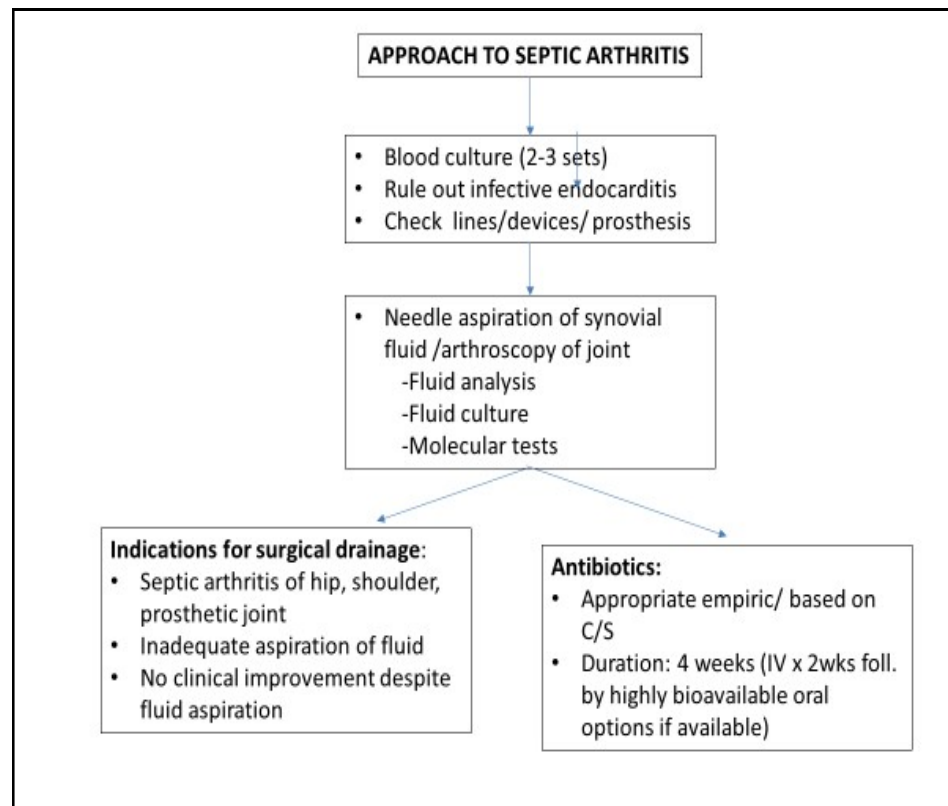 APPROACH TO SEPTIC ARTHRITIS
• Blood culture (2-3 sets)
• Rule out infective endocarditis
• Check lines/devices/ prosthesis
• Needle aspiration of synovial
fluid /arthroscopy of joint
-Fluid analysis
-Fluid culture
-Molecular tests
Indications for surgical drainage:
• Septic arthritis of hip, shoulder,
prosthetic joint
• Inadequate aspiration of fluid
• No clinical improvement despite
fluid aspiration
Antibiotics:
• Appropriate empiric/ based on
C/S
• Duration: 4 weeks (IV x 2wks foll.
by highly bioavailable oral
options if available)